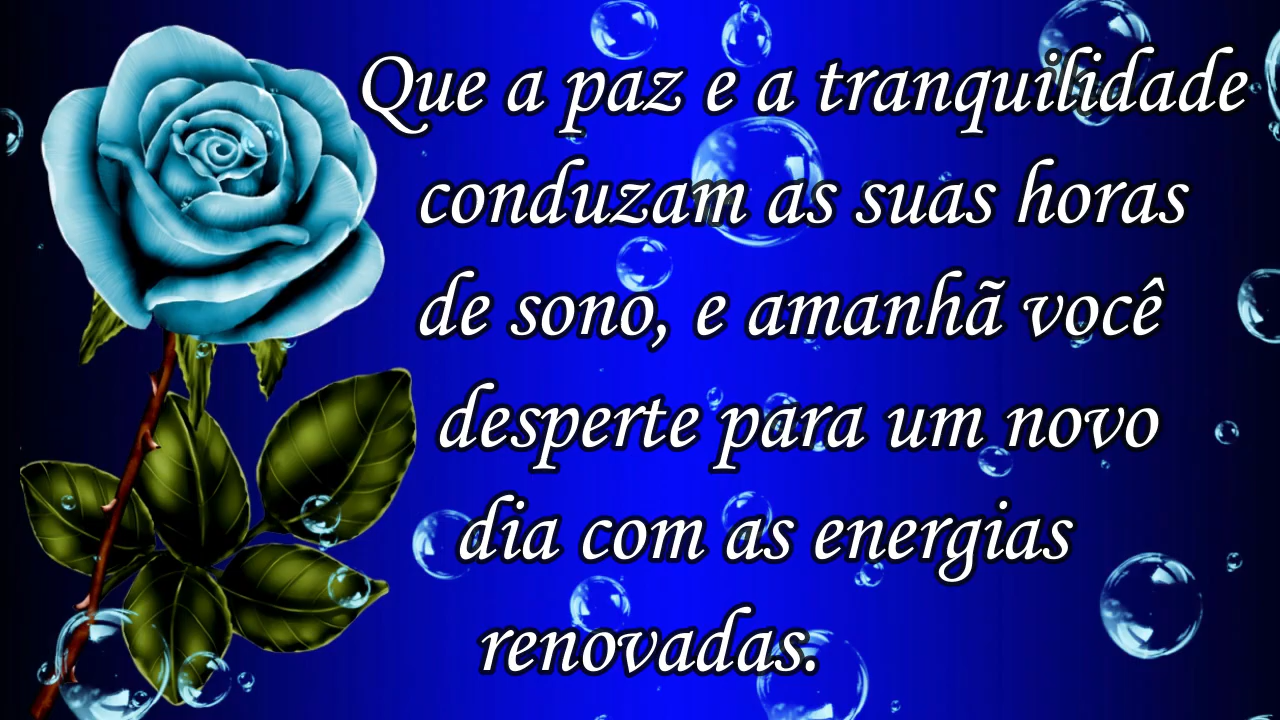 Que a paz e a tranquilidade
conduzam as suas horas
de sono, e amanhã você
desperte para um novo
dia com as energias
renovadas.